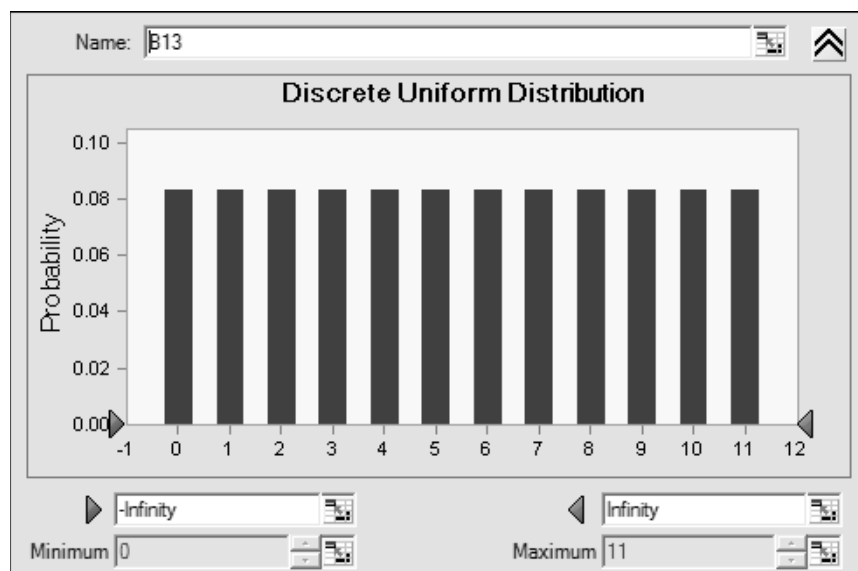 Name: B13
Discrete Uniform Distribution
Probability
0.10
0.08
0.06
0.04
0.02
0.00
-1 0 1 2 3 4 5 6 7 8 9 10 11 12
-Infinity Infinity
Minimum 0 Maximum 11